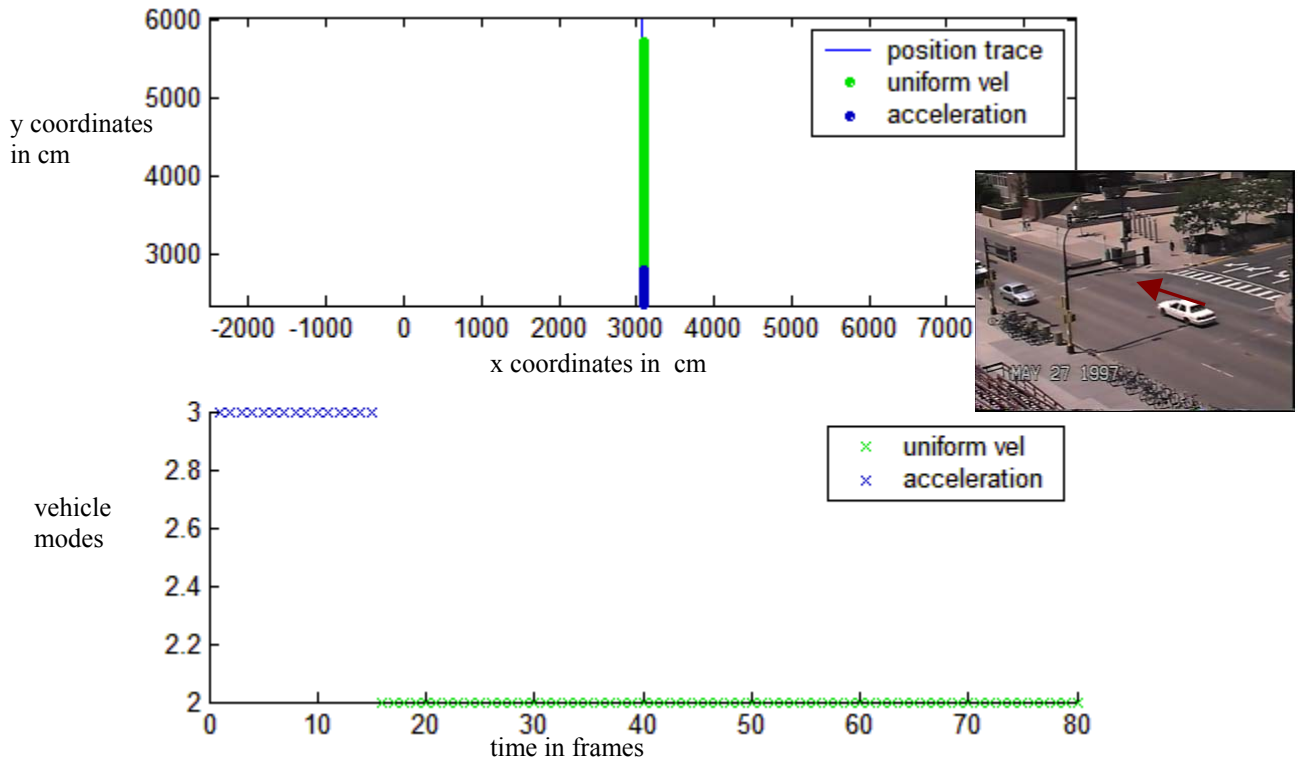 6000
5000
4000
3000
y coordinates
in cm
position trace
uniform vel
acceleration
-2000 -1000 0 1000 2000 3000 4000 5000 6000 7000
x coordinates in cm
MAY 27 1997
3
2.8
2.6
2.4
2.2
2
vehicle
modes
uniform vel
acceleration
0 10 20 30 40 50 60 70 80
time in frames